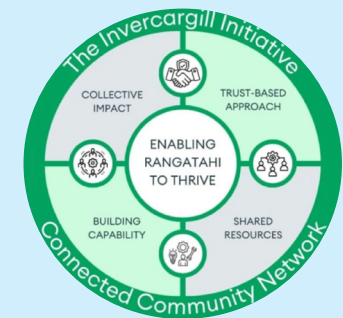 The Invercargill Initiative
COLLECTIVE
IMPACT
TRUST-BASED
APPROACH
ENABLING
RANGATAHI
TO THRIVE
BUILDING
CAPABILITY
SHARED
RESOURCES
Connected Community Network